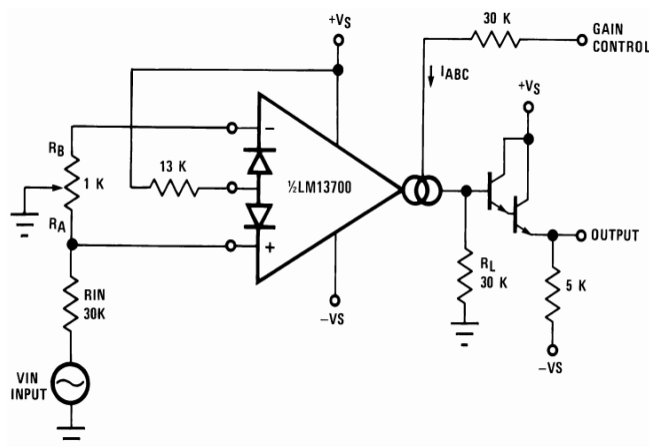 +VS
30 K
GAIN
CONTROL
IABC
+VS
−
RB
13 K
1 K
½LM13700
RA
+
OUTPUT
RIN
30K
RL
30 K
5 K
−VS
−VS
VIN
INPUT